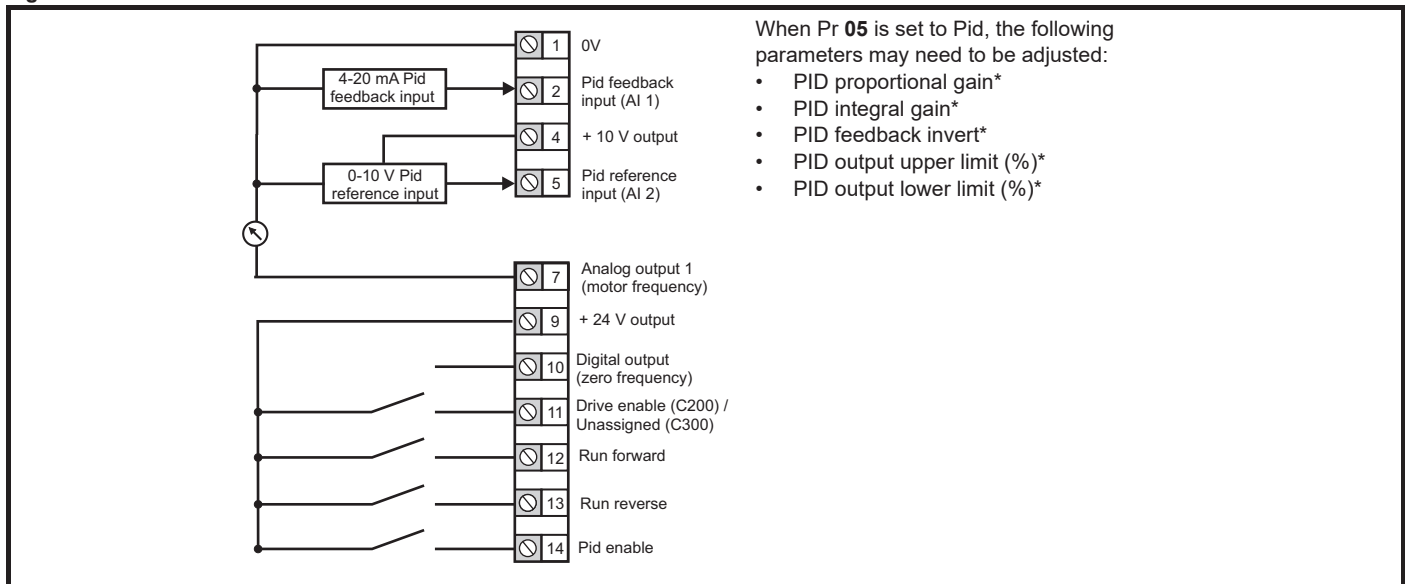 1 0V
4-20 mA Pid
feedback input
2 Pid feedback
input (AI 1)
4 + 10 V output
0-10 V Pid
reference input
5 Pid reference
input (AI 2)
7 Analog output 1
(motor frequency)
9 + 24 V output
10 Digital output
(zero frequency)
11 Drive enable (C200) /
Unassigned (C300)
12 Run forward
13 Run reverse
14 Pid enable
When Pr 05 is set to Pid, the following
parameters may need to be adjusted:
• PID proportional gain*
• PID integral gain*
• PID feedback invert*
• PID output upper limit (%)*
• PID output lower limit (%)*